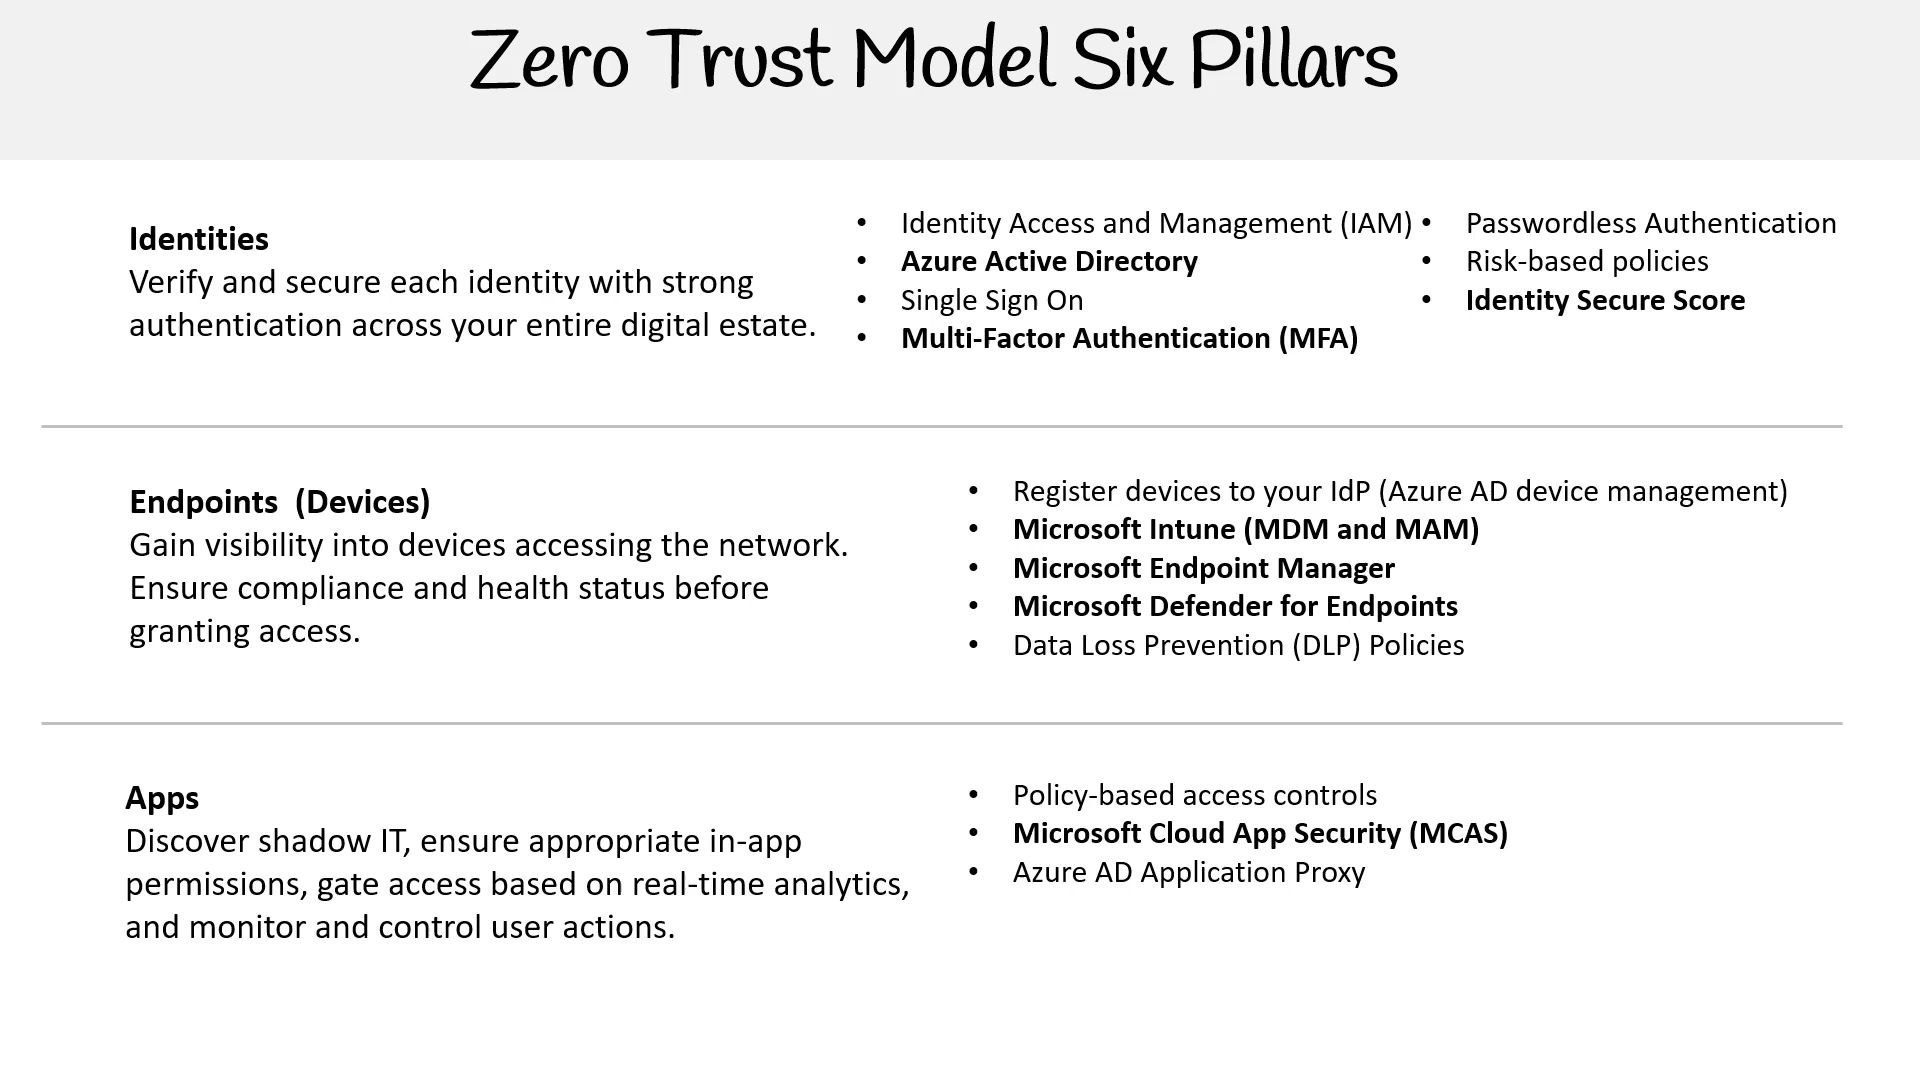 Zero Trust Model Six Pillars
Identities
Verify and secure each identity with strong
authentication across your entire digital estate.
• Identity Access and Management (IAM)
• Azure Active Directory
• Single Sign On
• Multi-Factor Authentication (MFA)
• Passwordless Authentication
• Risk-based policies
• Identity Secure Score
Endpoints (Devices)
Gain visibility into devices accessing the network.
Ensure compliance and health status before
granting access.
• Register devices to your IdP (Azure AD device management)
• Microsoft Intune (MDM and MAM)
• Microsoft Endpoint Manager
• Microsoft Defender for Endpoints
• Data Loss Prevention (DLP) Policies
Apps
Discover shadow IT, ensure appropriate in-app
permissions, gate access based on real-time analytics,
and monitor and control user actions.
• Policy-based access controls
• Microsoft Cloud App Security (MCAS)
• Azure AD Application Proxy